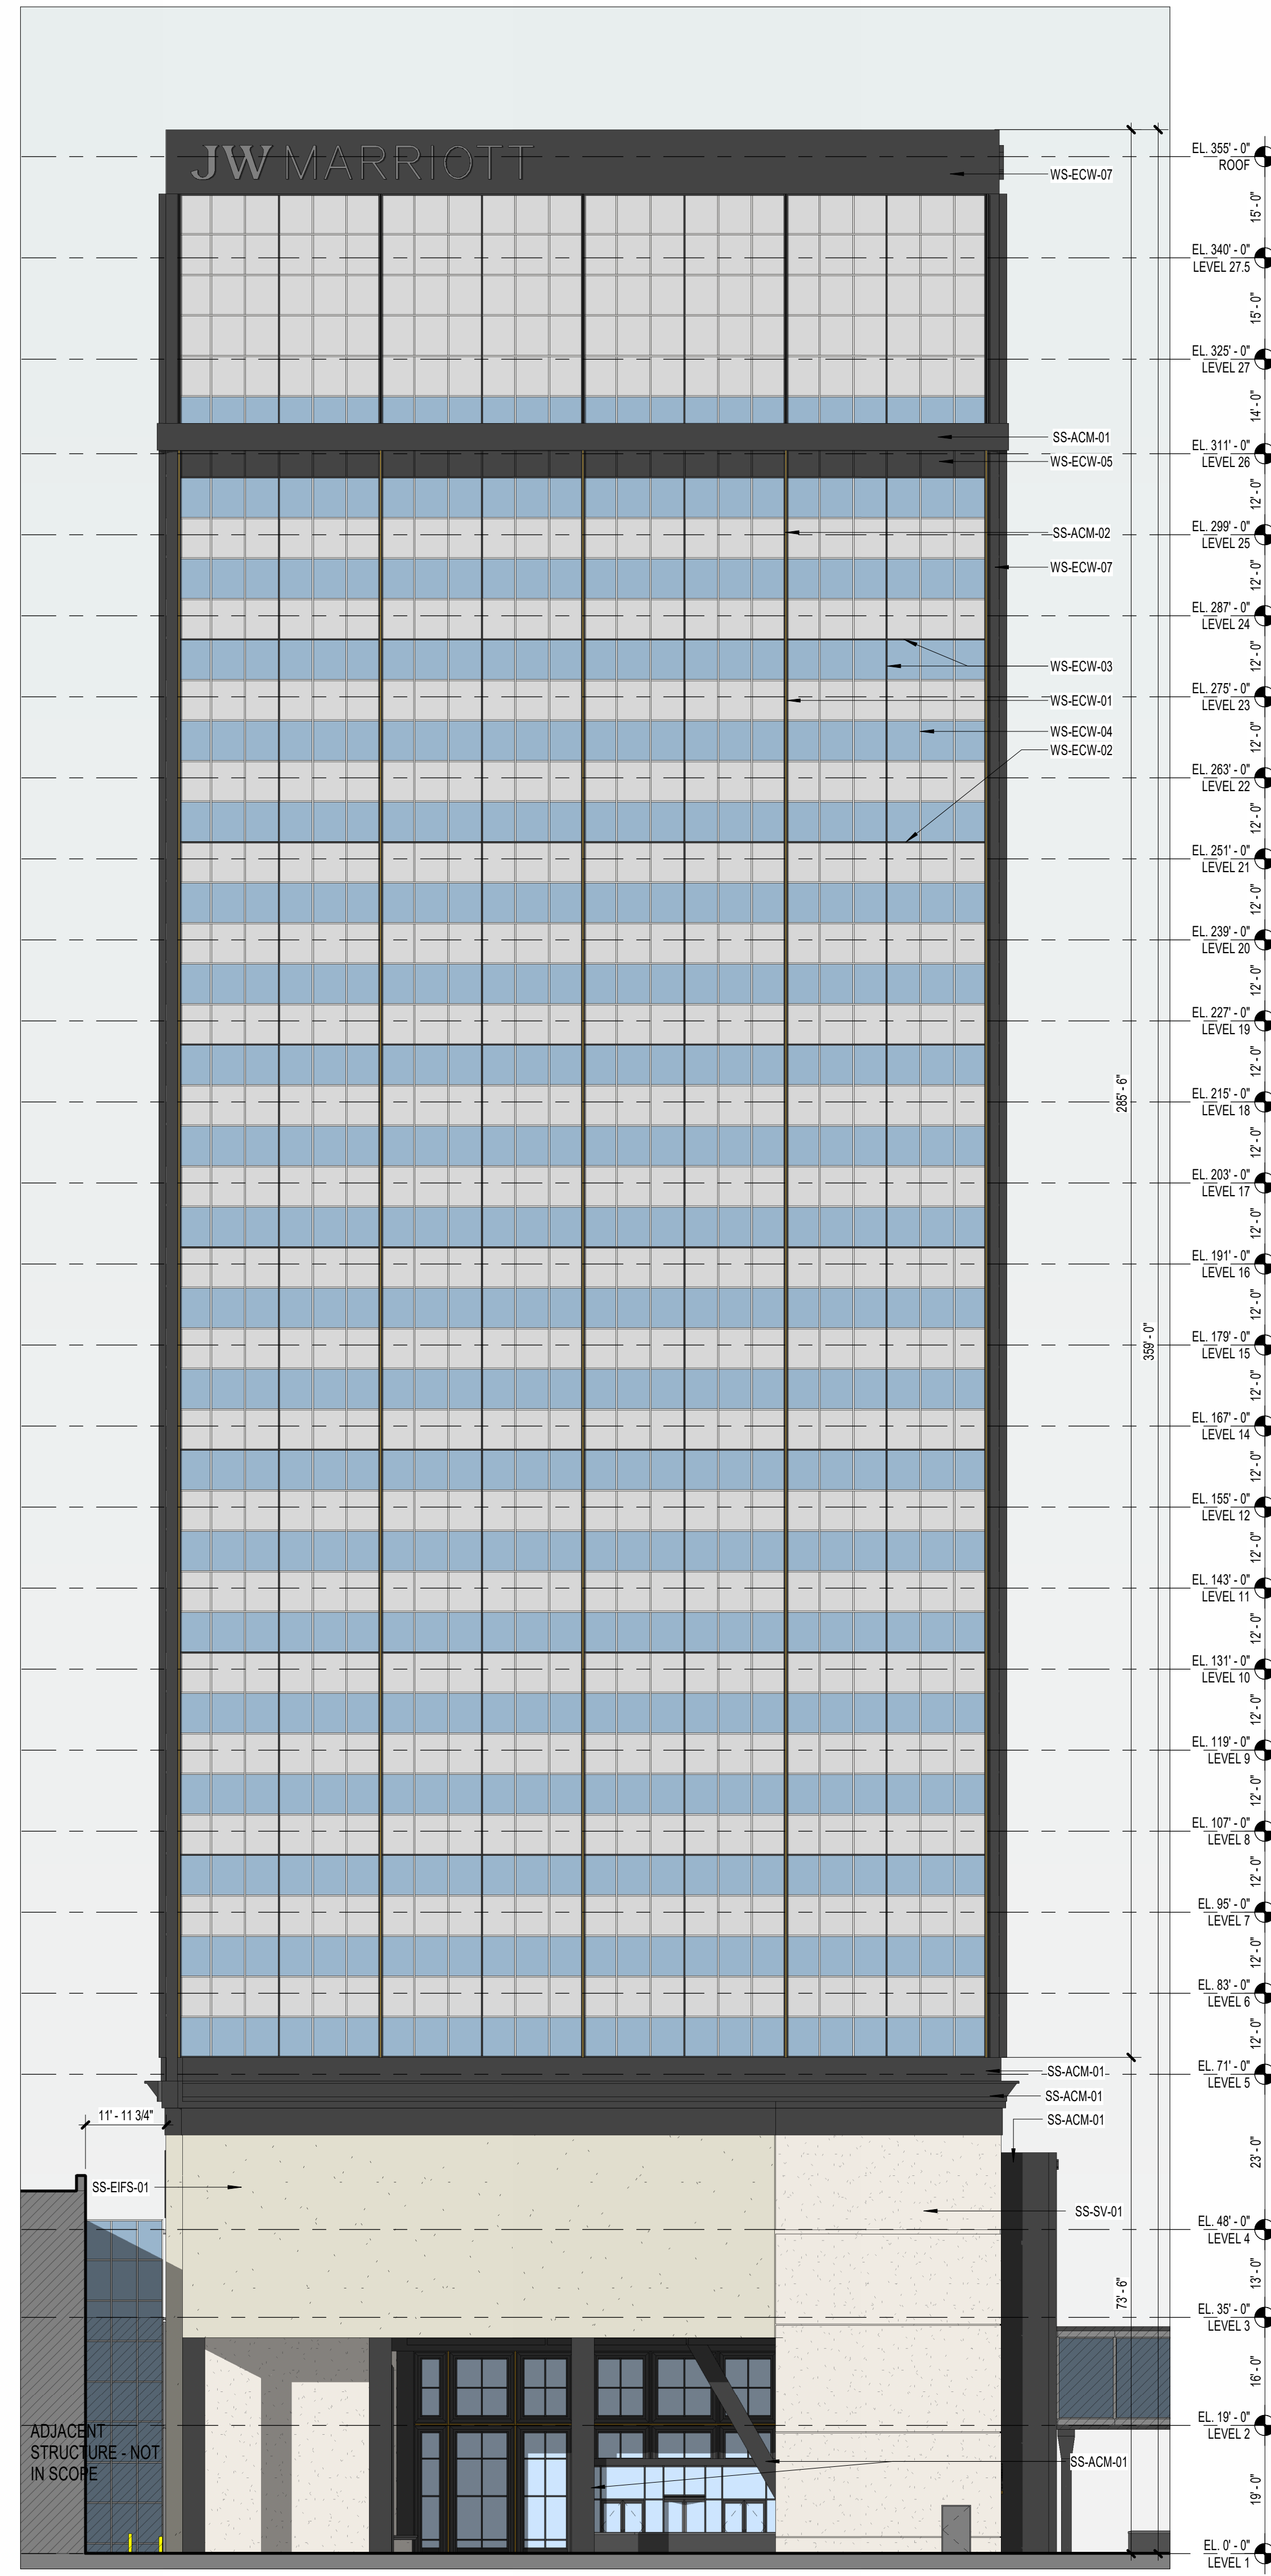 JW MARRIOTT
EL. 355' - 0"
ROOF
WS-ECW-07
15' - 0"
EL. 340' - 0"
LEVEL 27.5
15' - 0"
EL. 325' - 0"
LEVEL 27
14' - 0"
SS-ACM-01
EL. 311' - 0"
LEVEL 26
WS-ECW-05
12' - 0"
SS-ACM-02
EL. 299' - 0"
LEVEL 25
WS-ECW-07
12' - 0"
EL. 287' - 0"
LEVEL 24
12' - 0"
WS-ECW-03
EL. 275' - 0"
LEVEL 23
WS-ECW-01
WS-ECW-04
12' - 0"
WS-ECW-02
EL. 263' - 0"
LEVEL 22
12' - 0"
EL. 251' - 0"
LEVEL 21
12' - 0"
EL. 239' - 0"
LEVEL 20
12' - 0"
EL. 227' - 0"
LEVEL 19
12' - 0"
285' - 6"
EL. 215' - 0"
LEVEL 18
12' - 0"
EL. 203' - 0"
LEVEL 17
12' - 0"
EL. 191' - 0"
LEVEL 16
12' - 0"
359' - 0"
EL. 179' - 0"
LEVEL 15
12' - 0"
EL. 167' - 0"
LEVEL 14
12' - 0"
EL. 155' - 0"
LEVEL 12
12' - 0"
EL. 143' - 0"
LEVEL 11
12' - 0"
EL. 131' - 0"
LEVEL 10
12' - 0"
EL. 119' - 0"
LEVEL 9
12' - 0"
EL. 107' - 0"
LEVEL 8
12' - 0"
EL. 95' - 0"
LEVEL 7
12' - 0"
EL. 83' - 0"
LEVEL 6
12' - 0"
SS-ACM-01
EL. 71' - 0"
LEVEL 5
SS-ACM-01
11' - 11 3/4"
SS-ACM-01
23' - 0"
SS-EIFS-01
SS-SV-01
EL. 48' - 0"
LEVEL 4
13' - 0"
73' - 6"
EL. 35' - 0"
LEVEL 3
16' - 0"
EL. 19' - 0"
LEVEL 2
ADJACENT
STRUCTURE - NOT
IN SCOPE
SS-ACM-01
19' - 0"
EL. 0' - 0"
LEVEL 1